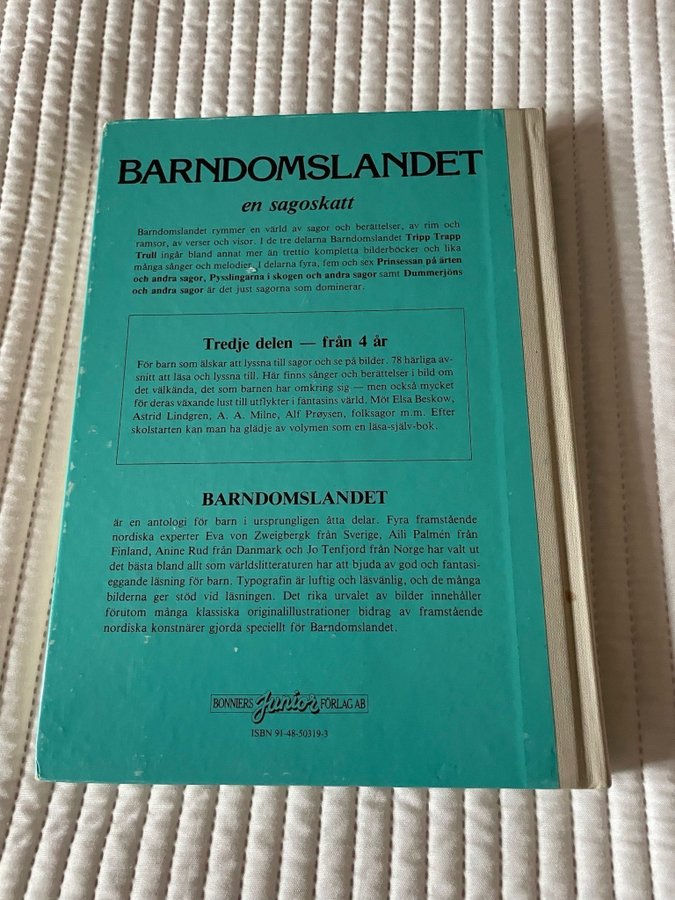 BARNDOMSLANDET
en sagoskatt
Barndomslandet rymmer en värld av sagor och berättelser, av rim och
ramsor, av verser och visor. I de tre delarna Barndomslandet Tripp Trapp
Trull ingår bland annat mer än trettio kompletta bilderböcker och lika
många sånger och melodier. I delarna fyra, fem och sex Prinsessan på ärten
och andra sagor, Pysslingarna i skogen och andra sagor samt Dummerjöns
och andra sagor är det just sagorna som dominerar.
Tredje delen — från 4 år
För barn som älskar att lyssna till sagor och se på bilder. 78 härliga av-
snitt att läsa och lyssna till. Här finns sånger och berättelser i bild om
det välkända, det som barnen har omkring sig — men också mycket
för deras växande lust till utflykter i fantasins värld. Möt Elsa Beskow,
Astrid Lindgren, A. A. Milne, Alf Prøysen, folksagor m.m. Efter
skolstarten kan man ha glädje av volymen som en läsa-själv-bok.
BARNDOMSLANDET
är en antologi för barn i ursprungligen åtta delar. Fyra framstående
nordiska experter Eva von Zweigbergk från Sverige, Aili Palmén från
Finland, Anine Rud från Danmark och Jo Tenfjord från Norge har valt ut
det bästa bland allt som världslitteraturen har att bjuda av god och fantasi-
eggande läsning för barn. Typografin är luftig och läsvänlig, och de många
bilderna ger stöd vid läsningen. Det rika urvalet av bilder innehåller
förutom många klassiska originalillustrationer bidrag av framstående
nordiska konstnärer gjorda speciellt för Barndomslandet.
BONNIERS Junior FÖRLAG AB
ISBN 91-48-50319-3